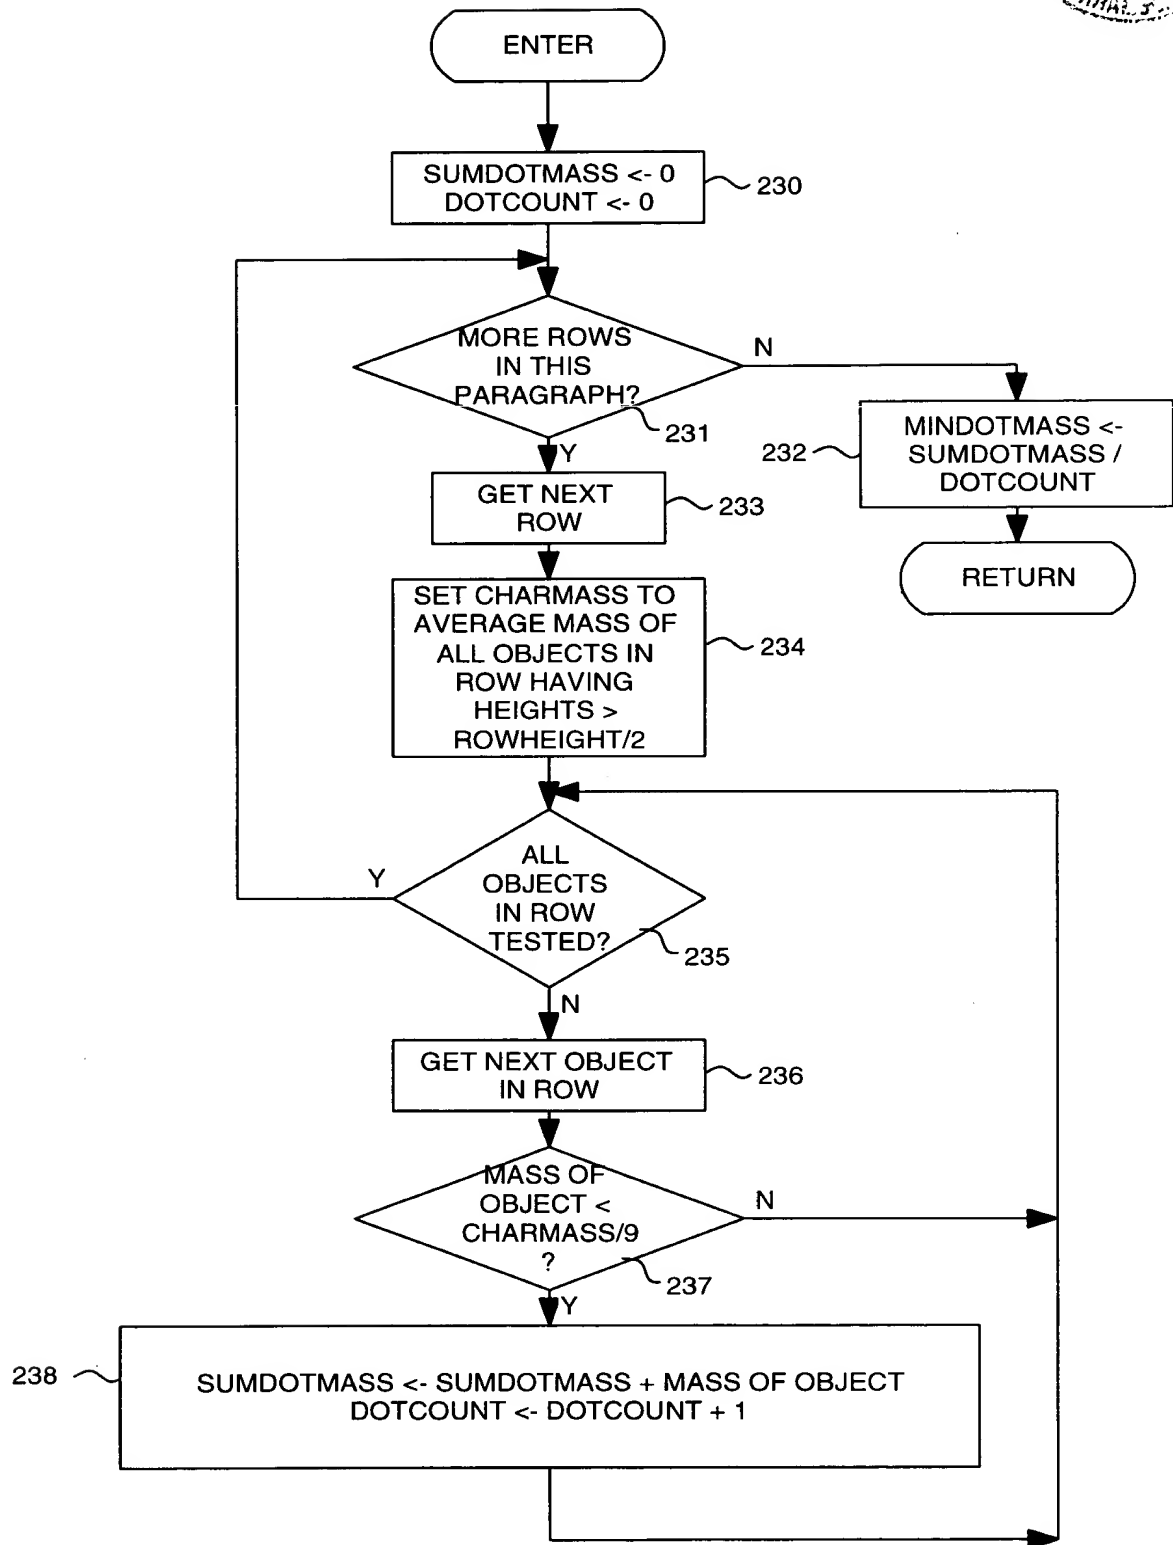 ENTER
SUMDOTMASS <- 0
DOTCOUNT <- 0
230
MORE ROWS
IN THIS
PARAGRAPH?
N
231
Y
MINDOTMASS <-
SUMDOTMASS /
DOTCOUNT
232
GET NEXT
ROW
233
RETURN
SET CHARMASS TO
AVERAGE MASS OF
ALL OBJECTS IN
ROW HAVING
HEIGHTS >
ROWHEIGHT/2
234
ALL
OBJECTS
IN ROW
TESTED?
Y
235
N
GET NEXT OBJECT
IN ROW
236
MASS OF
OBJECT <
CHARMASS/9
?
N
237
Y
238
SUMDOTMASS <- SUMDOTMASS + MASS OF OBJECT
DOTCOUNT <- DOTCOUNT + 1